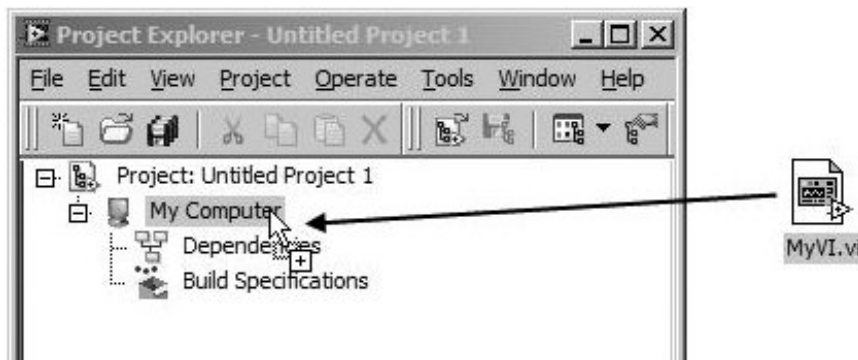 Project Explorer - Untitled Project 1
File Edit View Project Operate Tools Window Help
Project: Untitled Project 1
My Computer
Dependencies
Build Specifications
MyVI.vi